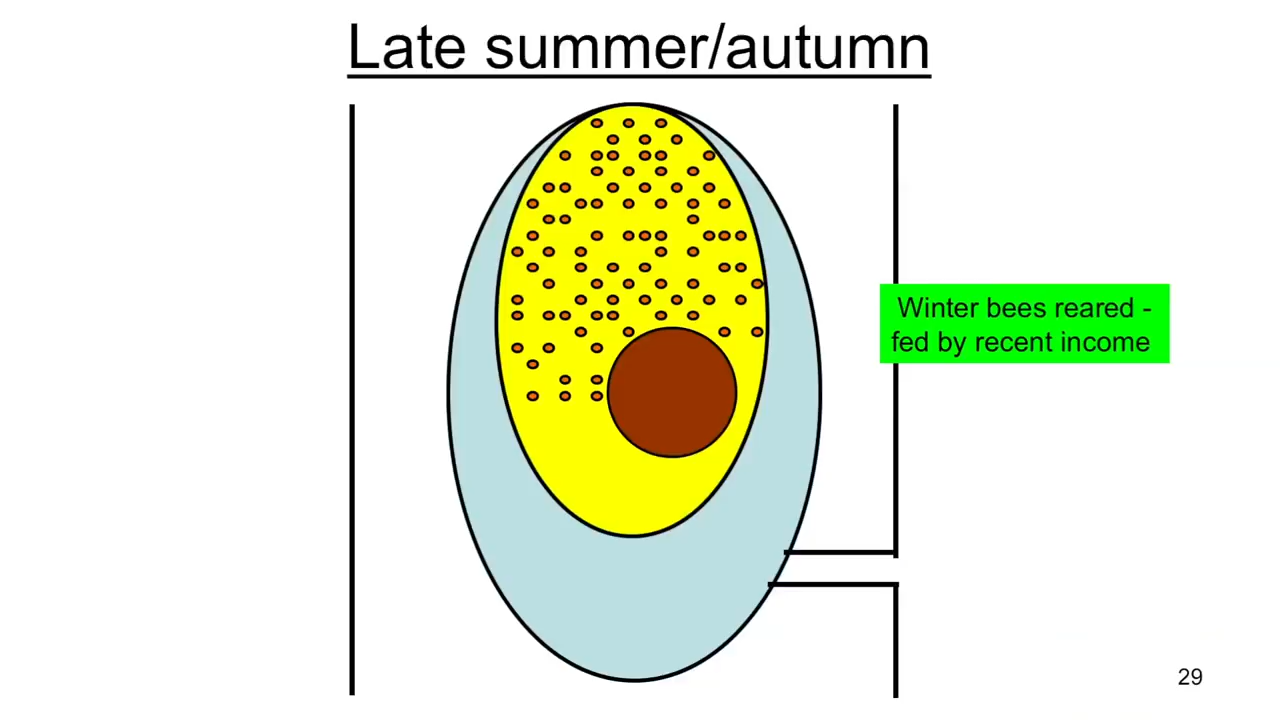 Late summer/autumn
Winter bees reared -
fed by recent income
29